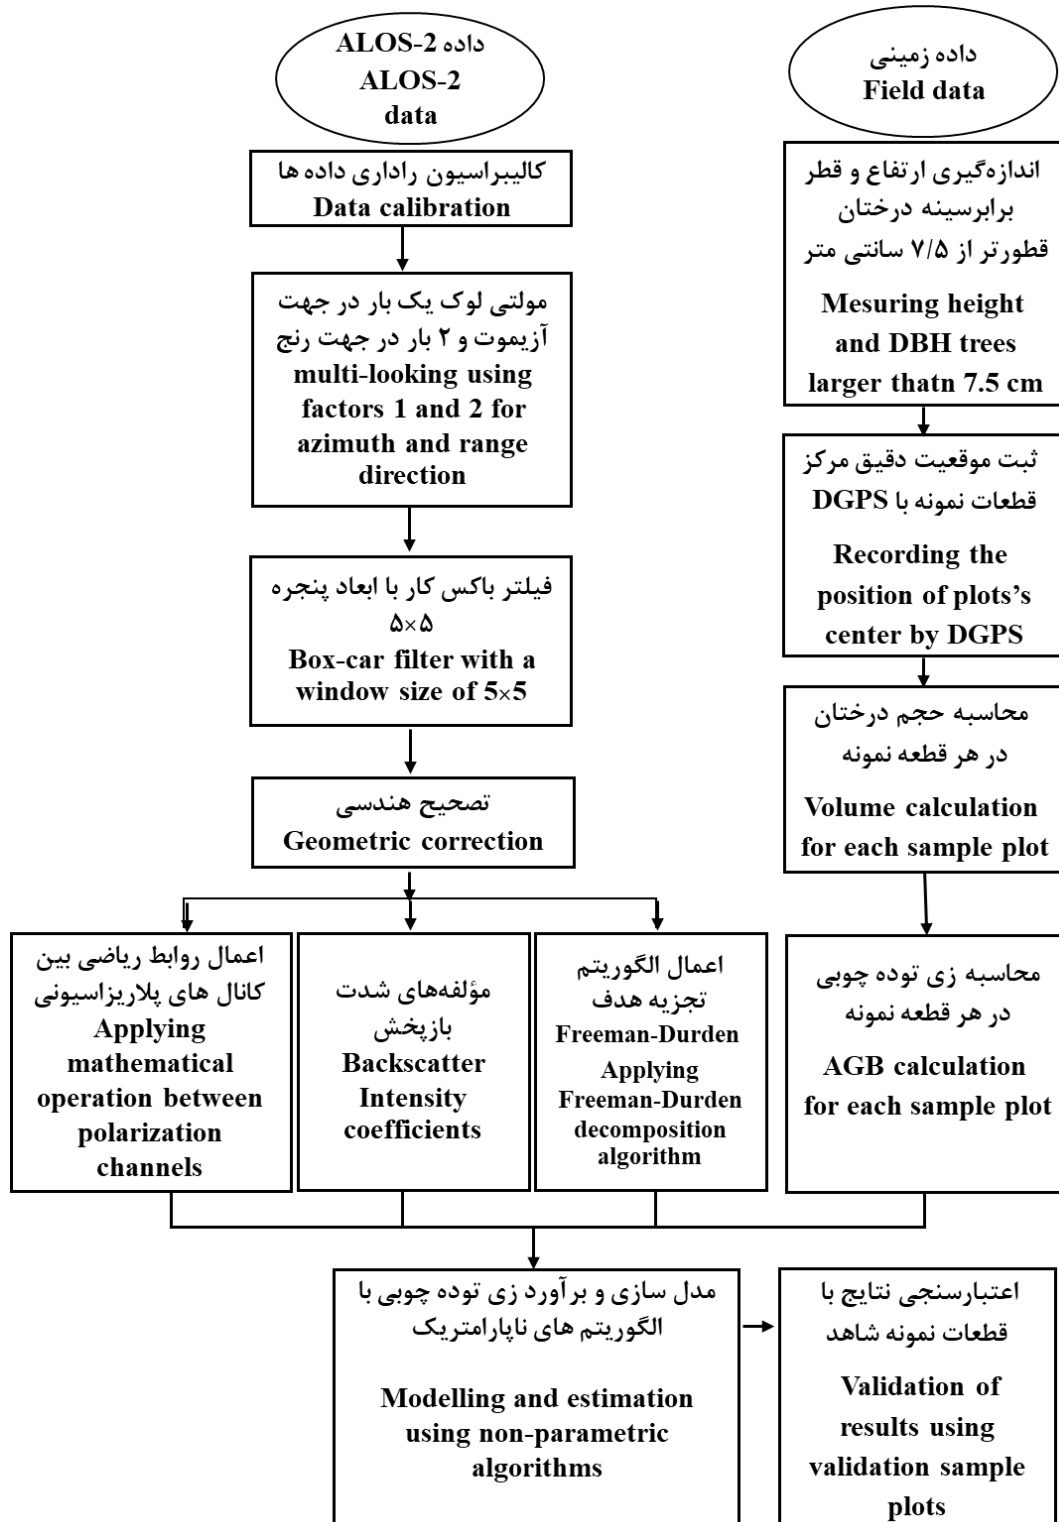 داده ALOS-2
ALOS-2
data
کالیبراسیون راداری داده ها
Data calibration
مولتی لوک یک بار در جهت
آزیموت و ۲ بار در جهت رنج
multi-looking using
factors 1 and 2 for
azimuth and range
direction
فیلتر باکس کار با ابعاد پنجره
۵×۵
Box-car filter with a
window size of 5×5
تصحیح هندسی
Geometric correction
اعمال روابط ریاضی بین
کانال های پلاریزاسیونی
Applying
mathematical
operation between
polarization
channels
مؤلفه‌های شدت
بازپخش
Backscatter
Intensity
coefficients
اعمال الگوریتم
تجزیه هدف
Freeman-Durden
Applying
Freeman-Durden
decomposition
algorithm
داده زمینی
Field data
اندازه‌گیری ارتفاع و قطر
برابرسینه درختان
قطورتر از ۷/۵ سانتی متر
Mesuring height
and DBH trees
larger thatn 7.5 cm
ثبت موقعیت دقیق مرکز
قطعات نمونه با DGPS
Recording the
position of plots’s
center by DGPS
محاسبه حجم درختان
در هر قطعه نمونه
Volume calculation
for each sample plot
محاسبه زی توده چوبی
در هر قطعه نمونه
AGB calculation
for each sample plot
مدل سازی و برآورد زی توده چوبی با
الگوریتم های ناپارامتریک
Modelling and estimation
using non-parametric
algorithms
اعتبارسنجی نتایج با
قطعات نمونه شاهد
Validation of
results using
validation sample
plots